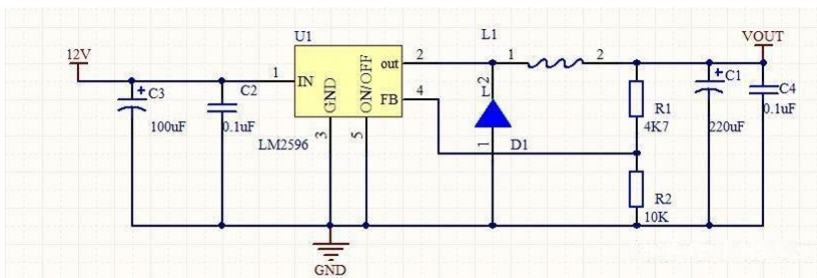 12V
U1
L1
VOUT
1
IN
out
2
1
2
GND
ON/OFF
FB
4
L
2
+
C3
100uF
C2
0.1uF
LM2596
3
5
1
D1
R1
4K7
R2
10K
+
C1
220uF
C4
0.1uF
GND